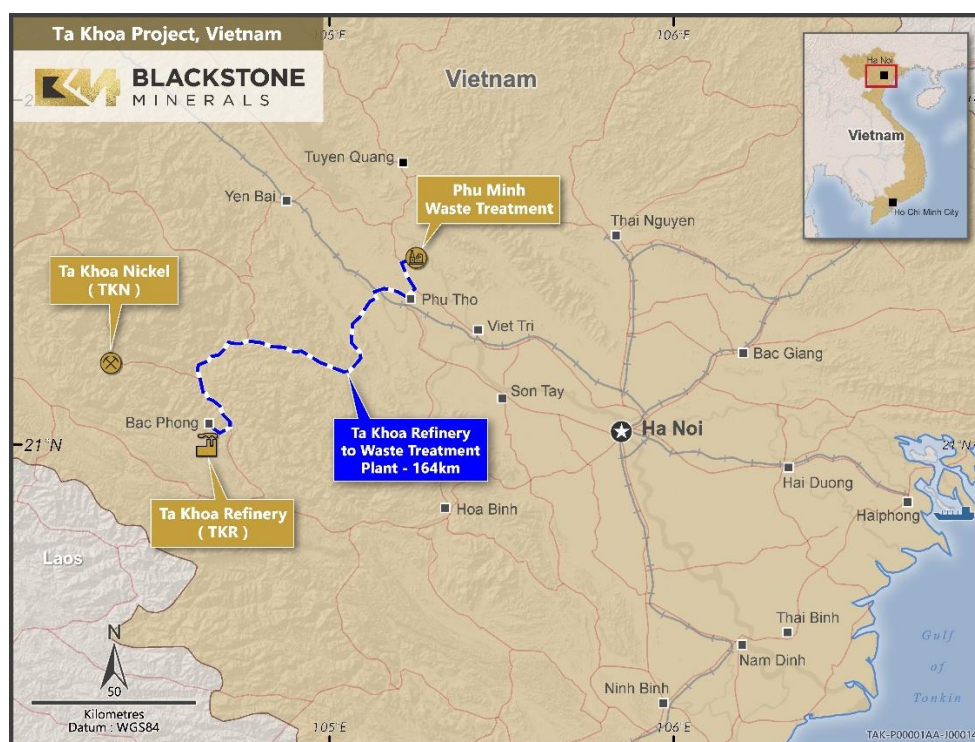 Ta Khoa Project, Vietnam
BLACKSTONE
MINERALS
105°E
106°E
Vietnam
Ha Noi
Vietnam
Ho Chi Minh City
Tuyen Quang
Yen Bai
Phu Minh
Waste Treatment
Thai Nguyen
Ta Khoa Nickel
( TKN )
Phu Tho
Viet Tri
Bac Giang
Son Tay
Bac Phong
Ta Khoa Refinery
to Waste Treatment
Plant - 164km
Ha Noi
21°N
21°N
Hai Duong
Haiphong
Ta Khoa Refinery
( TKR )
Hoa Binh
Laos
Thai Binh
Nam Dinh
Ninh Binh
Gulf
of
Tonkin
N
50
Kilometres
Datum : WGS84
105°E
106°E